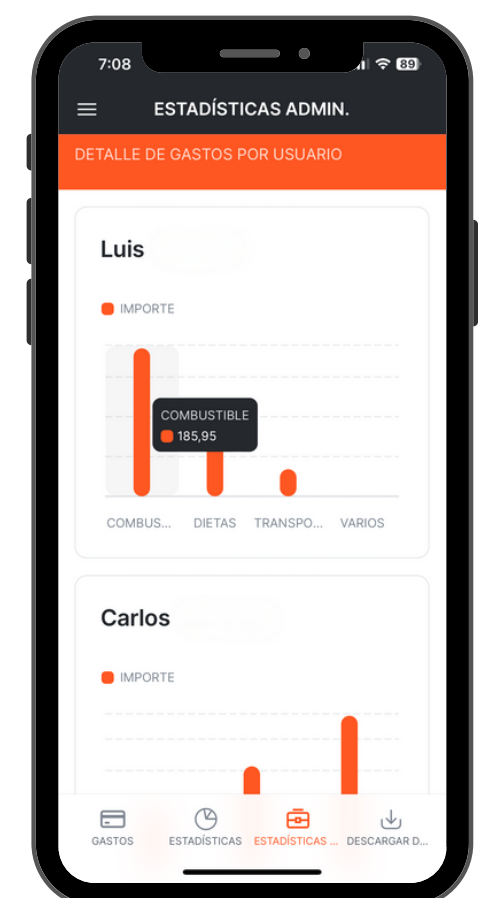 7:08
89
ESTADÍSTICAS ADMIN.
DETALLE DE GASTOS POR USUARIO
Luis
IMPORTE
COMBUSTIBLE
185,95
COMBUS... DIETAS TRANSPO... VARIOS
Carlos
IMPORTE
GASTOS ESTADÍSTICAS ESTADÍSTICAS ... DESCARGAR D...